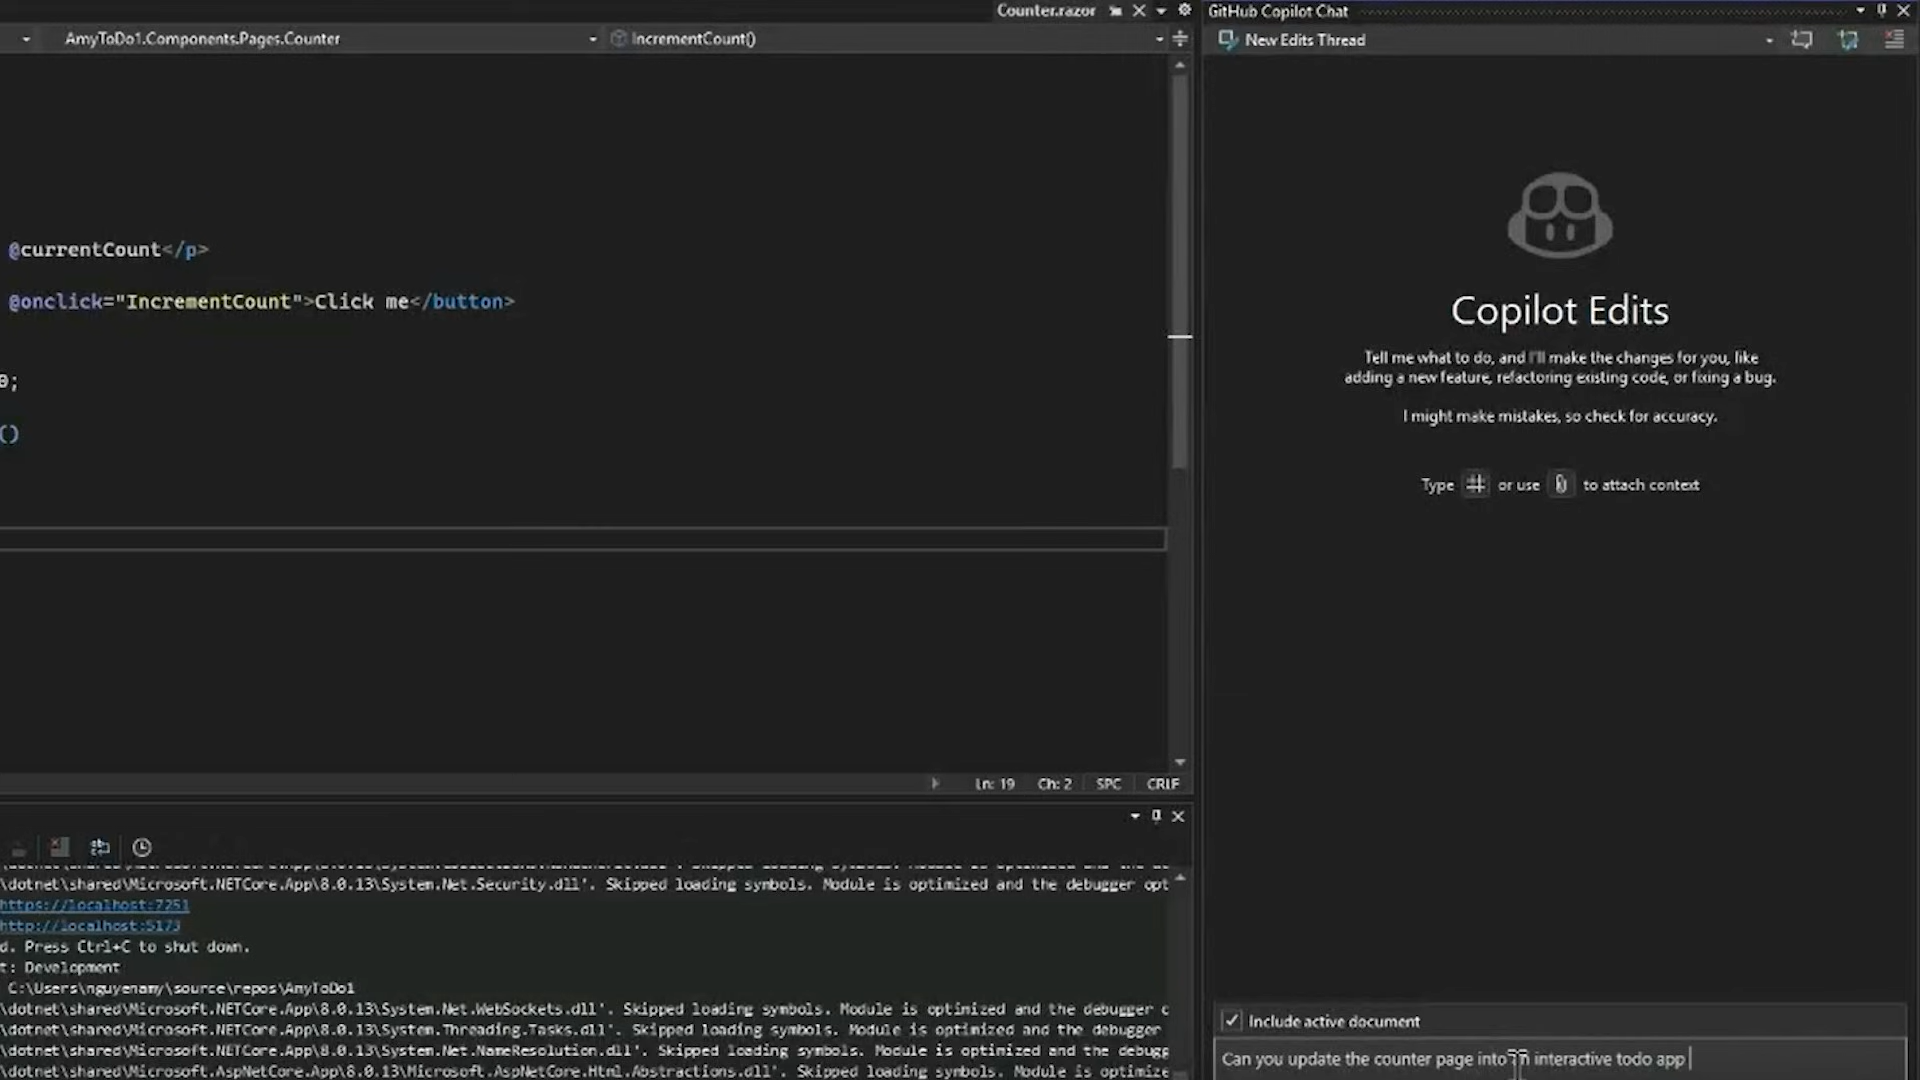 Counter.razor
AmyToDo1.Components.Pages.Counter
IncrementCount()
@currentCount</p>
@onclick="IncrementCount">Click me</button>
0;
()
Ln: 19 Ch: 2 SPC CRLF
\dotnet\shared\Microsoft.NETCore.App\8.0.13\System.Net.Security.dll'. Skipped loading symbols. Module is optimized and the debugger opt
https://localhost:7251
http://localhost:5173
d. Press Ctrl+C to shut down.
t: Development
C:\Users\nguyenamy\source\repos\AmyToDo1
\dotnet\shared\Microsoft.NETCore.App\8.0.13\System.Net.WebSockets.dll'. Skipped loading symbols. Module is optimized and the debugger
\dotnet\shared\Microsoft.NETCore.App\8.0.13\System.Threading.Tasks.dll'. Skipped loading symbols. Module is optimized and the debugger
\dotnet\shared\Microsoft.NETCore.App\8.0.13\System.Net.NameResolution.dll'. Skipped loading symbols. Module is optimized and the debugg
\dotnet\shared\Microsoft.AspNetCore.App\8.0.13\Microsoft.AspNetCore.Html.Abstractions.dll'. Skipped loading symbols. Module is optimize
GitHub Copilot Chat
New Edits Thread
Copilot Edits
Tell me what to do, and I'll make the changes for you, like
adding a new feature, refactoring existing code, or fixing a bug.
I might make mistakes, so check for accuracy.
Type # or use to attach context
Include active document
Can you update the counter page into interactive todo app